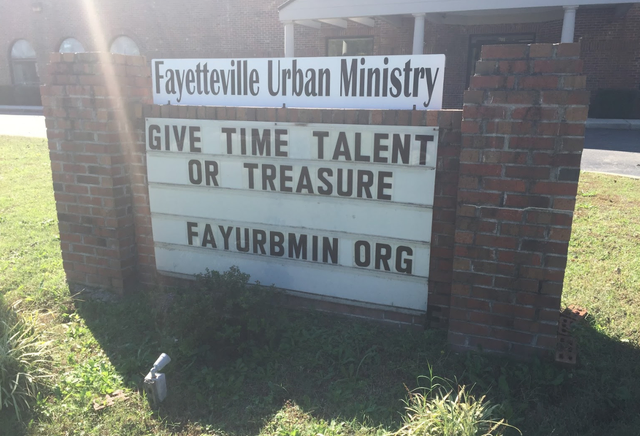 Fayetteville Urban Ministry
GIVE TIME TALENT
OR TREASURE
FAYURBMIN ORG